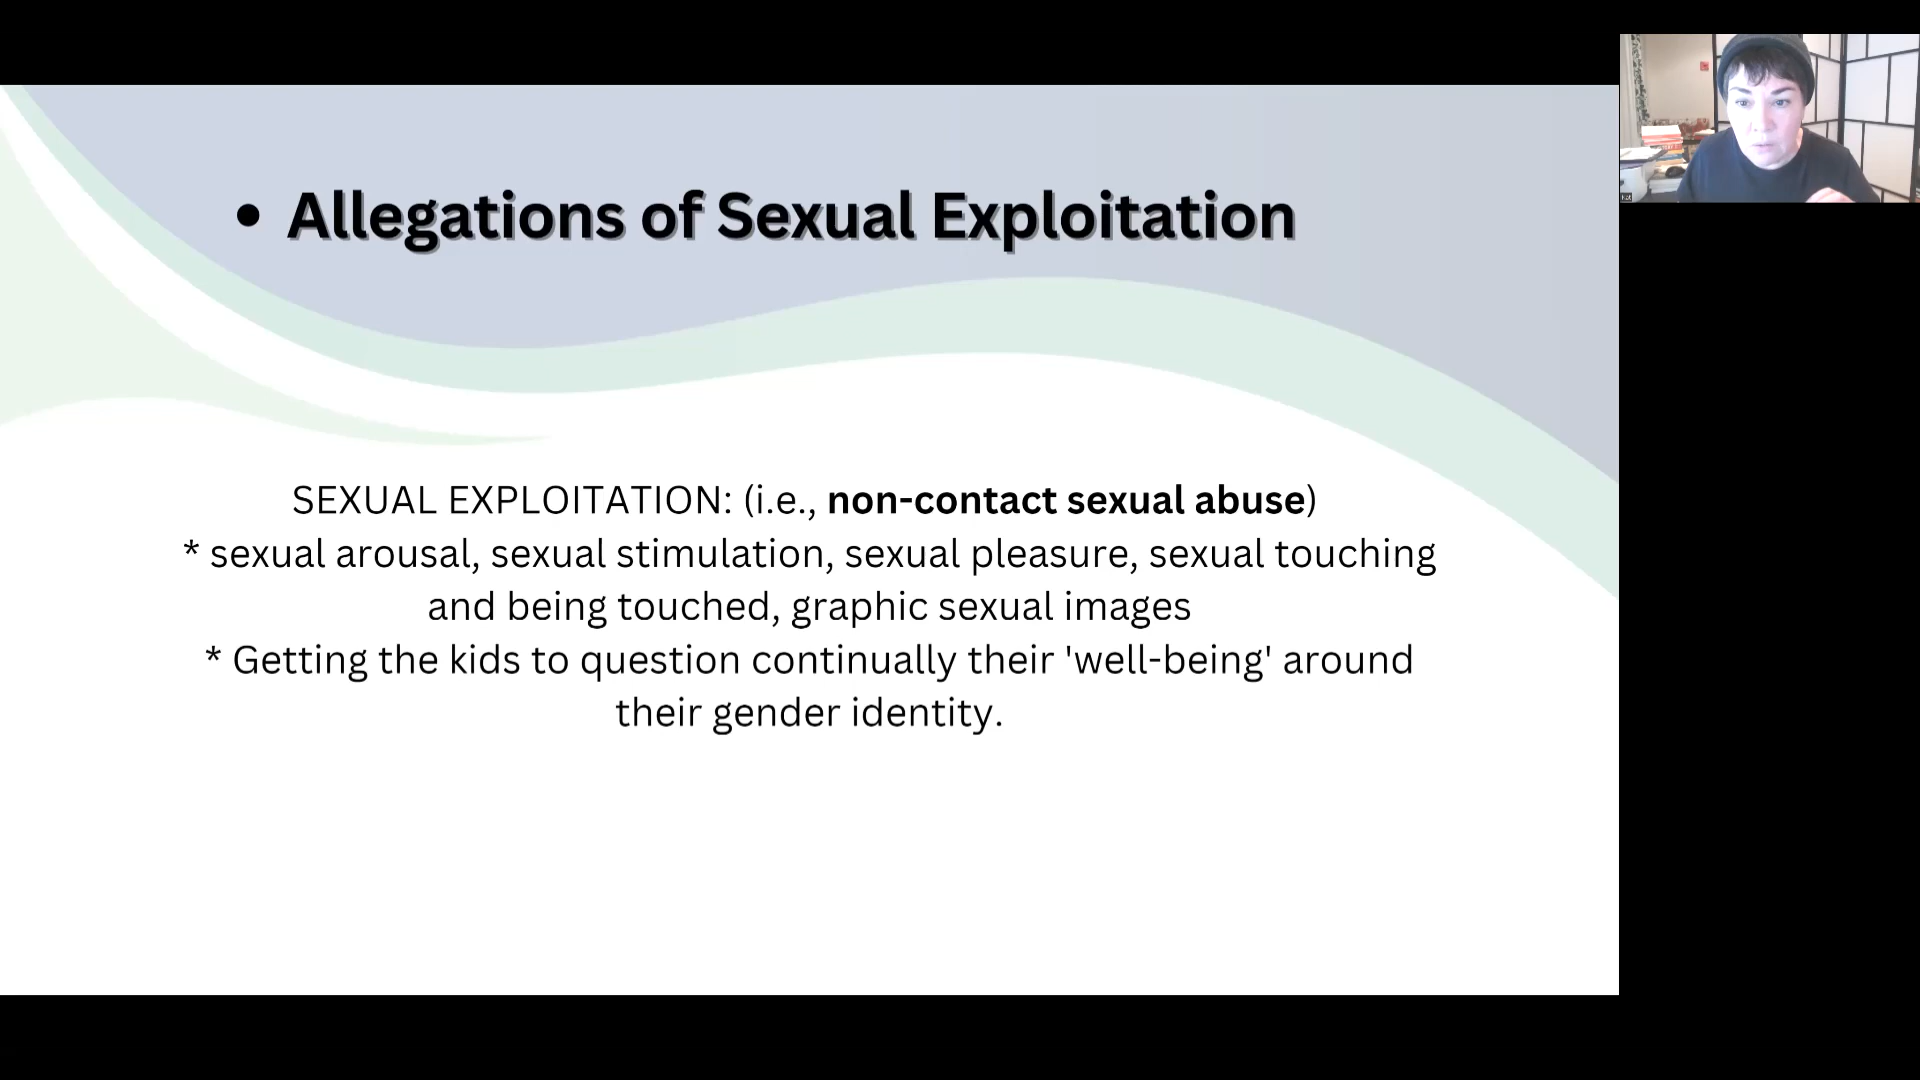 • Allegations of Sexual Exploitation
SEXUAL EXPLOITATION: (i.e., non-contact sexual abuse)
* sexual arousal, sexual stimulation, sexual pleasure, sexual touching
and being touched, graphic sexual images
* Getting the kids to question continually their 'well-being' around
their gender identity.